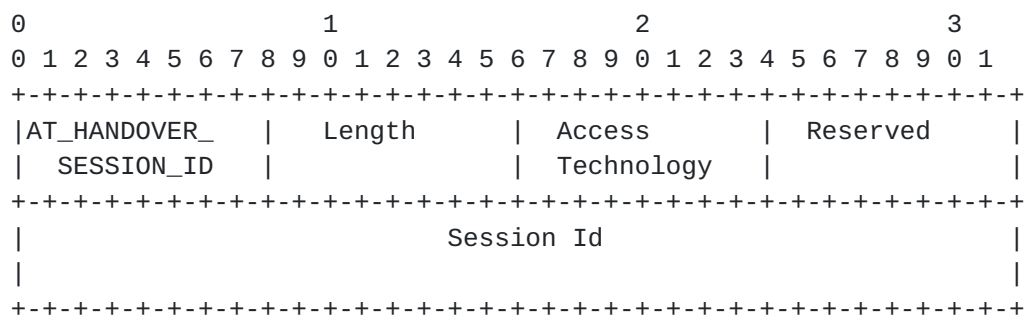 0                   1                   2                   3
0 1 2 3 4 5 6 7 8 9 0 1 2 3 4 5 6 7 8 9 0 1 2 3 4 5 6 7 8 9 0 1
+-+-+-+-+-+-+-+-+-+-+-+-+-+-+-+-+-+-+-+-+-+-+-+-+-+-+-+-+-+-+-+-+
|AT_HANDOVER_   |   Length      |  Access       |  Reserved     |
|  SESSION_ID   |               |  Technology   |               |
+-+-+-+-+-+-+-+-+-+-+-+-+-+-+-+-+-+-+-+-+-+-+-+-+-+-+-+-+-+-+-+-+
|                           Session Id                          |
|                                                               |
+-+-+-+-+-+-+-+-+-+-+-+-+-+-+-+-+-+-+-+-+-+-+-+-+-+-+-+-+-+-+-+-+